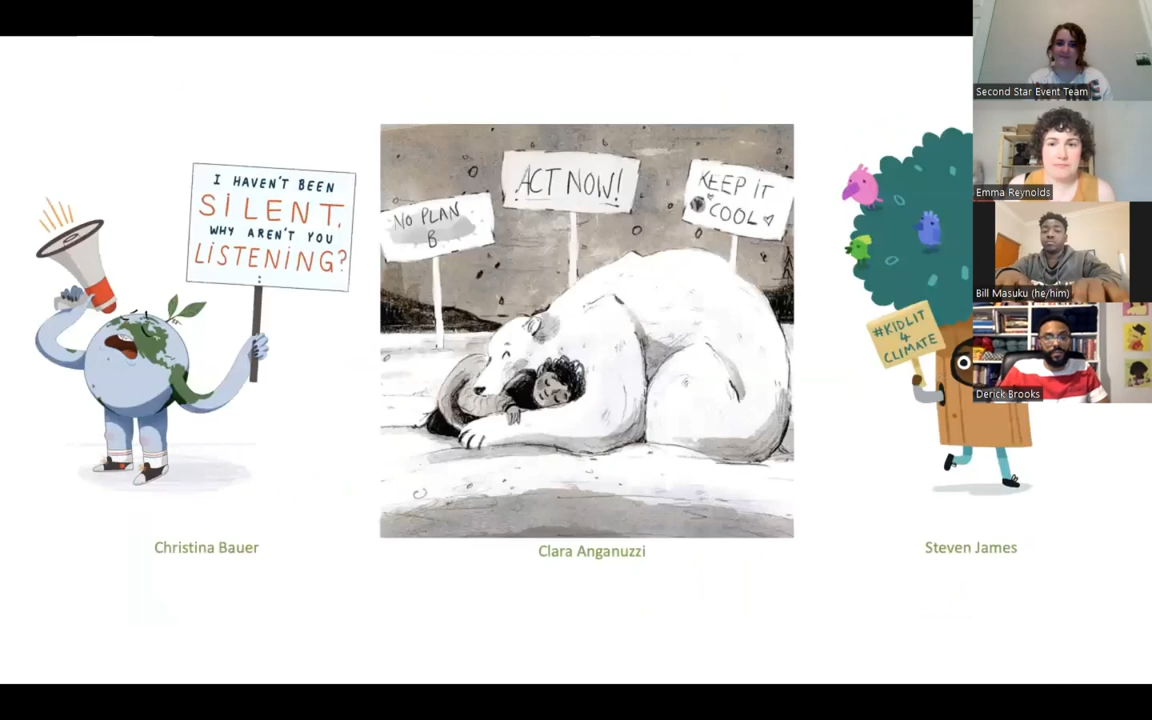 I HAVEN'T BEEN
SILENT,
WHY AREN'T YOU
LISTENING?
NO PLAN
B
ACT NOW!
KEEP IT
COOL
#KIDLIT
4
CLIMATE
Christina Bauer
Clara Anganuzzi
Steven James
Second Star Event Team
Emma Reynolds
Bill Masuku (he/him)
Derick Brooks